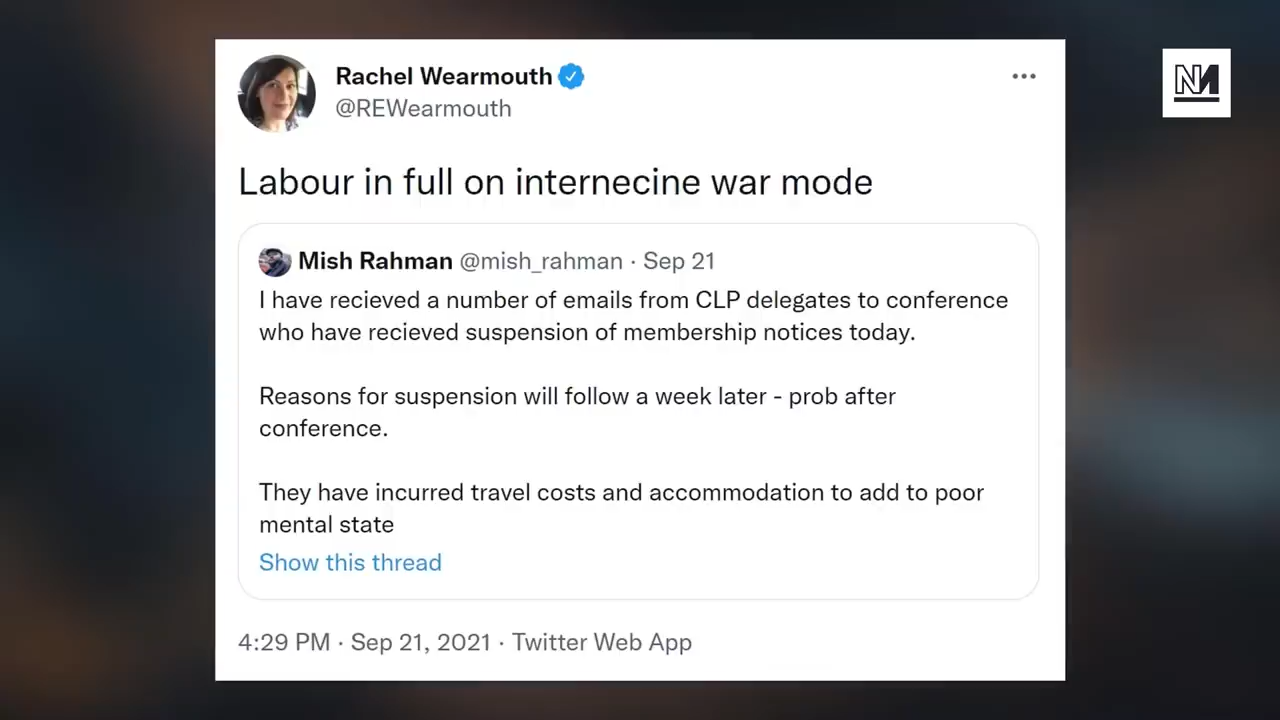 Rachel Wearmouth
@REWearmouth
NM
Labour in full on internecine war mode
Mish Rahman @mish_rahman · Sep 21
I have recieved a number of emails from CLP delegates to conference
who have recieved suspension of membership notices today.
Reasons for suspension will follow a week later - prob after
conference.
They have incurred travel costs and accommodation to add to poor
mental state
Show this thread
4:29 PM · Sep 21, 2021 · Twitter Web App